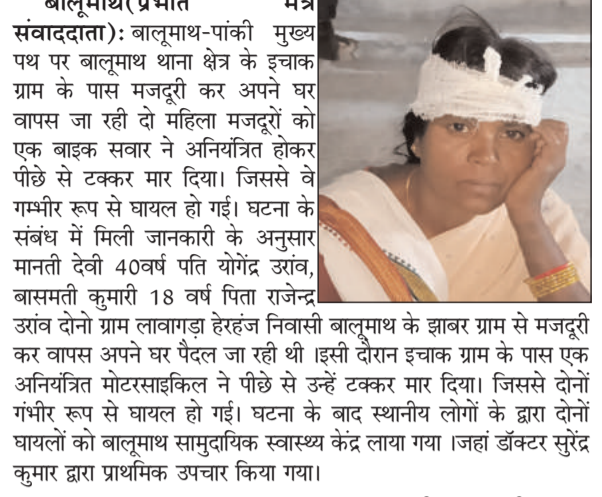 बालूमाथ(प्रभात मंत्र
संवाददाता): बालूमाथ-पांकी मुख्य
पथ पर बालूमाथ थाना क्षेत्र के इचाक
ग्राम के पास मजदूरी कर अपने घर
वापस जा रही दो महिला मजदूरों को
एक बाइक सवार ने अनियंत्रित होकर
पीछे से टक्कर मार दिया। जिससे वे
गम्भीर रूप से घायल हो गई। घटना के
संबंध में मिली जानकारी के अनुसार
मानती देवी 40वर्ष पति योगेंद्र उरांव,
बासमती कुमारी 18 वर्ष पिता राजेन्द्र
उरांव दोनो ग्राम लावागड़ा हेरहंज निवासी बालूमाथ के झाबर ग्राम से मजदूरी
कर वापस अपने घर पैदल जा रही थी ।इसी दौरान इचाक ग्राम के पास एक
अनियंत्रित मोटरसाइकिल ने पीछे से उन्हें टक्कर मार दिया। जिससे दोनों
गंभीर रूप से घायल हो गई। घटना के बाद स्थानीय लोगों के द्वारा दोनों
घायलों को बालूमाथ सामुदायिक स्वास्थ्य केंद्र लाया गया ।जहां डॉक्टर सुरेंद्र
कुमार द्वारा प्राथमिक उपचार किया गया।